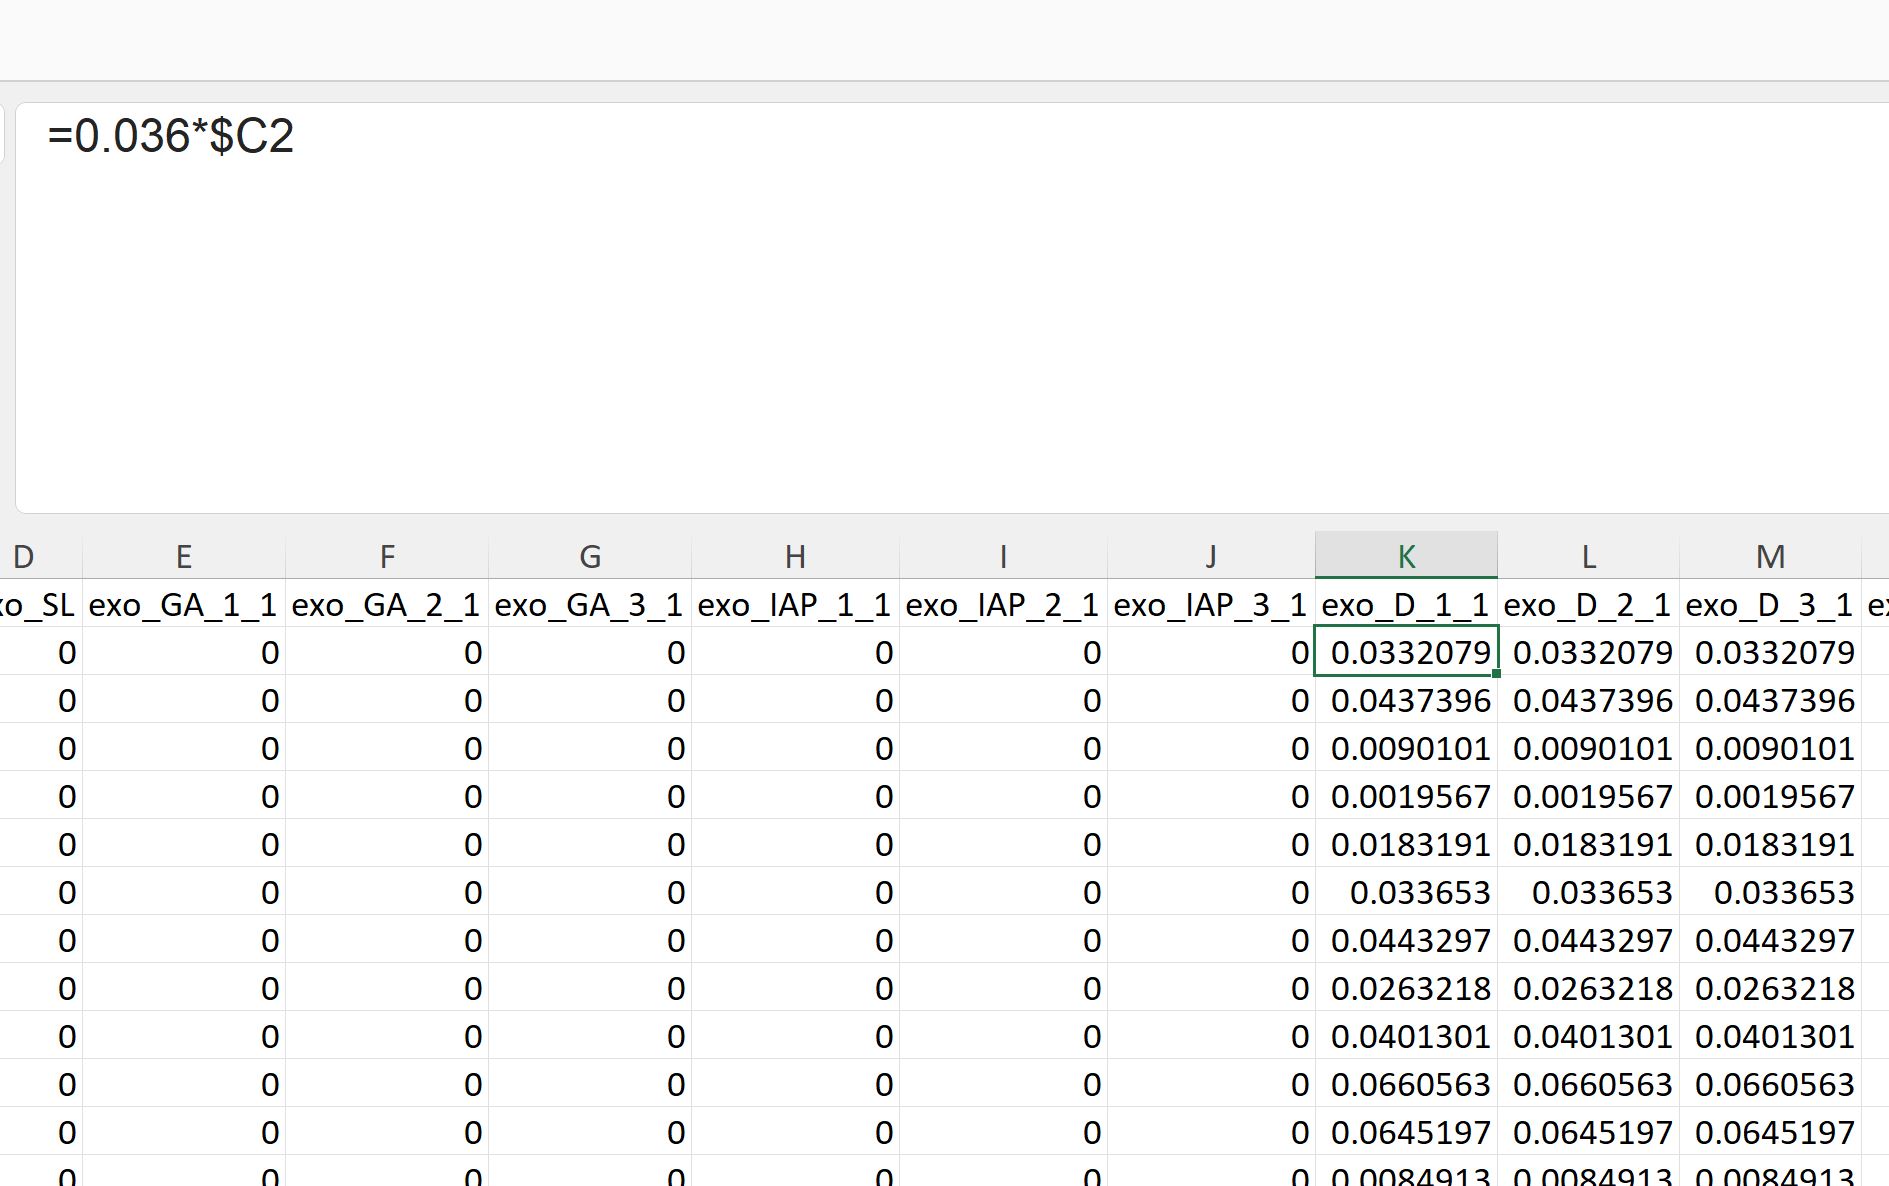 =0.036*$C2
D E F G H I J K L M
xo_SL exo_GA_1_1 exo_GA_2_1 exo_GA_3_1 exo_IAP_1_1 exo_IAP_2_1 exo_IAP_3_1 exo_D_1_1 exo_D_2_1 exo_D_3_1 ex
0 0 0 0 0 0 0 0.0332079 0.0332079 0.0332079
0 0 0 0 0 0 0 0.0437396 0.0437396 0.0437396
0 0 0 0 0 0 0 0.0090101 0.0090101 0.0090101
0 0 0 0 0 0 0 0.0019567 0.0019567 0.0019567
0 0 0 0 0 0 0 0.0183191 0.0183191 0.0183191
0 0 0 0 0 0 0 0.033653 0.033653 0.033653
0 0 0 0 0 0 0 0.0443297 0.0443297 0.0443297
0 0 0 0 0 0 0 0.0263218 0.0263218 0.0263218
0 0 0 0 0 0 0 0.0401301 0.0401301 0.0401301
0 0 0 0 0 0 0 0.0660563 0.0660563 0.0660563
0 0 0 0 0 0 0 0.0645197 0.0645197 0.0645197
0 0 0 0 0 0 0 0.0084913 0.0084913 0.0084913